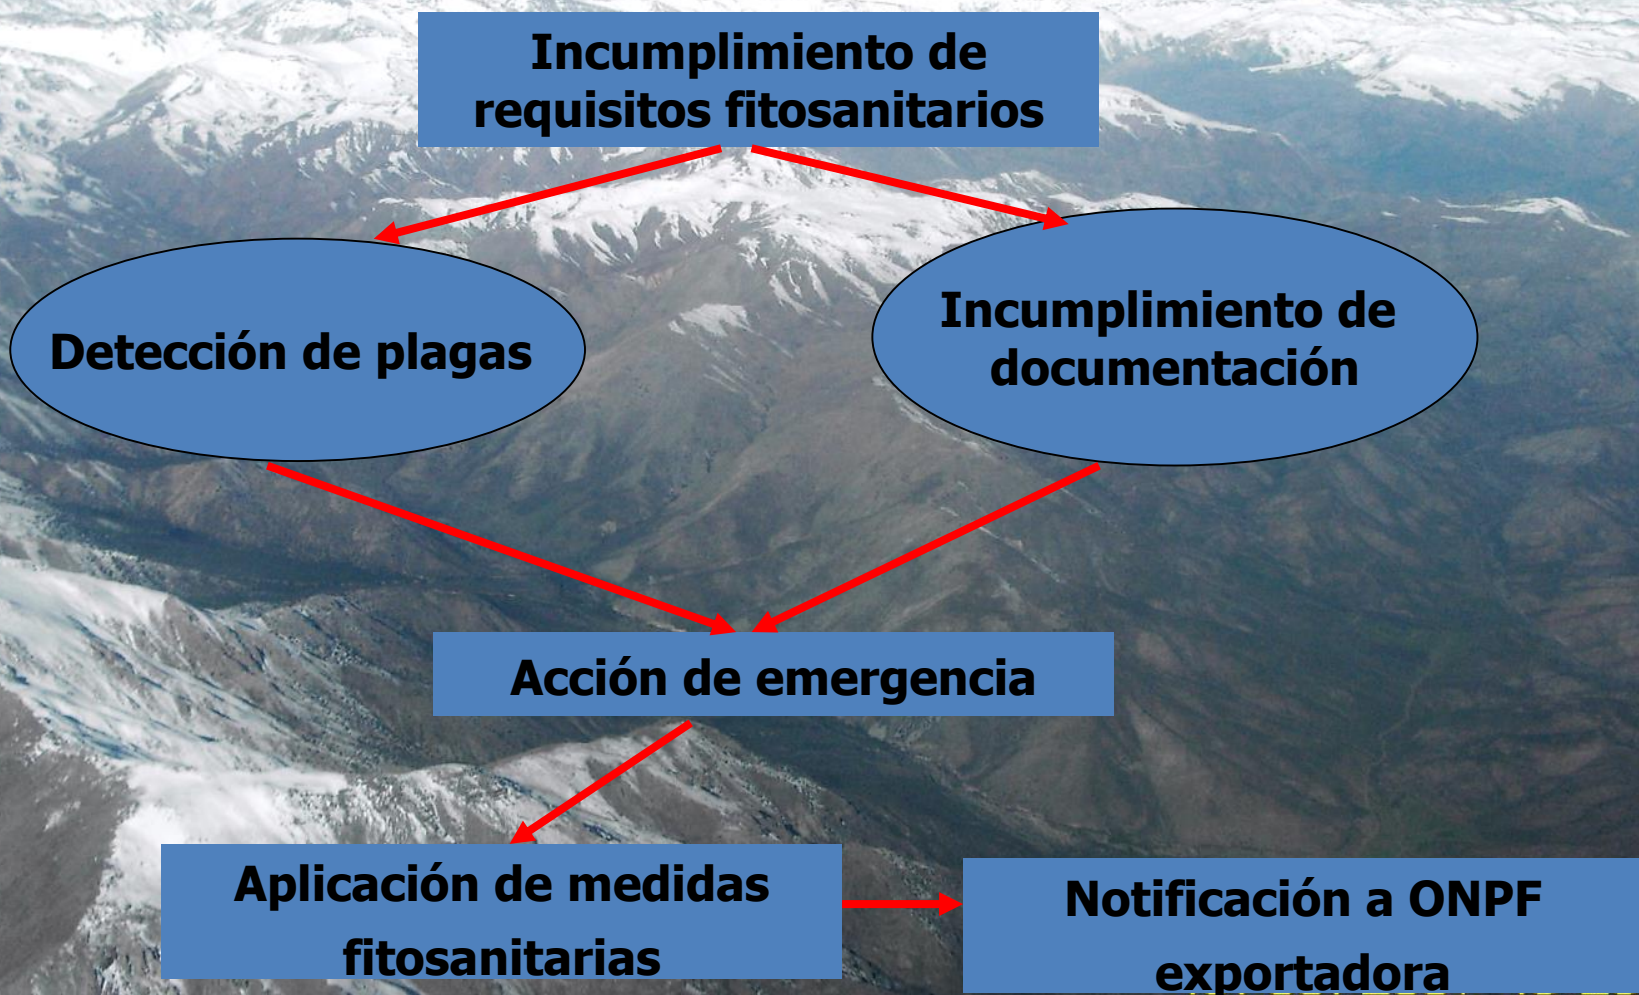 Incumplimiento de
requisitos fitosanitarios
Detección de plagas
Incumplimiento de
documentación
Acción de emergencia
Aplicación de medidas
fitosanitarias
Notificación a ONPF
exportadora